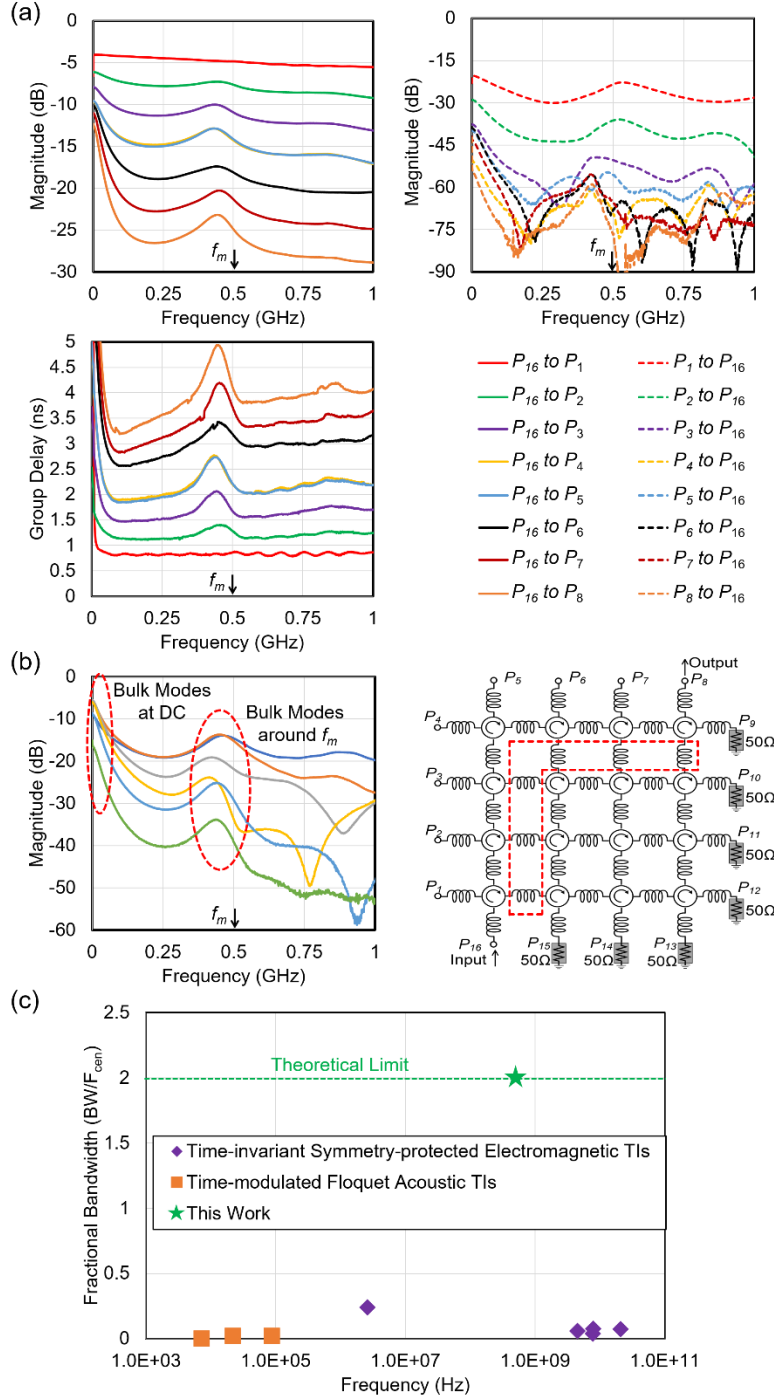 (a)
Magnitude (dB)
0
-5
-10
-15
-20
-25
-30
f_m
0 0.25 0.5 0.75 1
Frequency (GHz)
Magnitude (dB)
0
-15
-30
-45
-60
-75
-90
f_m
0 0.25 0.5 0.75 1
Frequency (GHz)
Group Delay (ns)
5
4.5
4
3.5
3
2.5
2
1.5
1
0.5
0
f_m
0 0.25 0.5 0.75 1
Frequency (GHz)
P16 to P1 P1 to P16
P16 to P2 P2 to P16
P16 to P3 P3 to P16
P16 to P4 P4 to P16
P16 to P5 P5 to P16
P16 to P6 P6 to P16
P16 to P7 P7 to P16
P16 to P8 P8 to P16
(b)
Magnitude (dB)
0
-10
-20
-30
-40
-50
-60
Bulk Modes
at DC
Bulk Modes
around f_m
f_m
0 0.25 0.5 0.75 1
Frequency (GHz)
Output
P5 P6 P7 P8
P4 P9
50Ω
P3 P10
50Ω
P2 P11
50Ω
P1 P12
50Ω
P16 P15 P14 P13
Input 50Ω 50Ω 50Ω
(c)
Fractional Bandwidth (BW/F_cen)
2.5
2
1.5
1
0.5
0
Theoretical Limit
Time-invariant Symmetry-protected Electromagnetic TIs
Time-modulated Floquet Acoustic TIs
This Work
1.0E+03 1.0E+05 1.0E+07 1.0E+09 1.0E+11
Frequency (Hz)